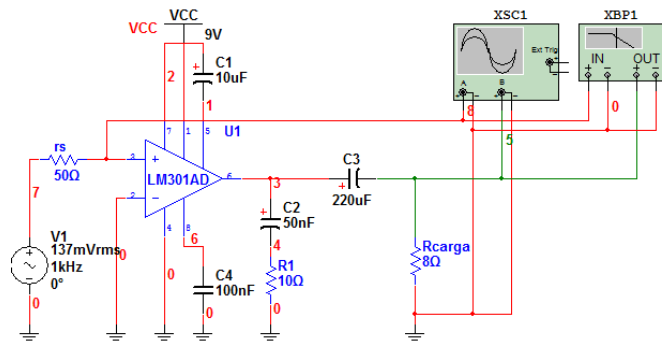 XSC1
XBP1
VCC
VCC
9V
Ext Trig
IN
OUT
C1
10uF
2
1
A
B
8
0
5
7
1
5
U1
rs
50Ω
3
2
LM301AD
6
3
C3
220uF
7
4
8
6
C2
50nF
4
V1
137mVrms
1kHz
0°
0
0
0
C4
100nF
R1
10Ω
Rcarga
8Ω
0
0
0